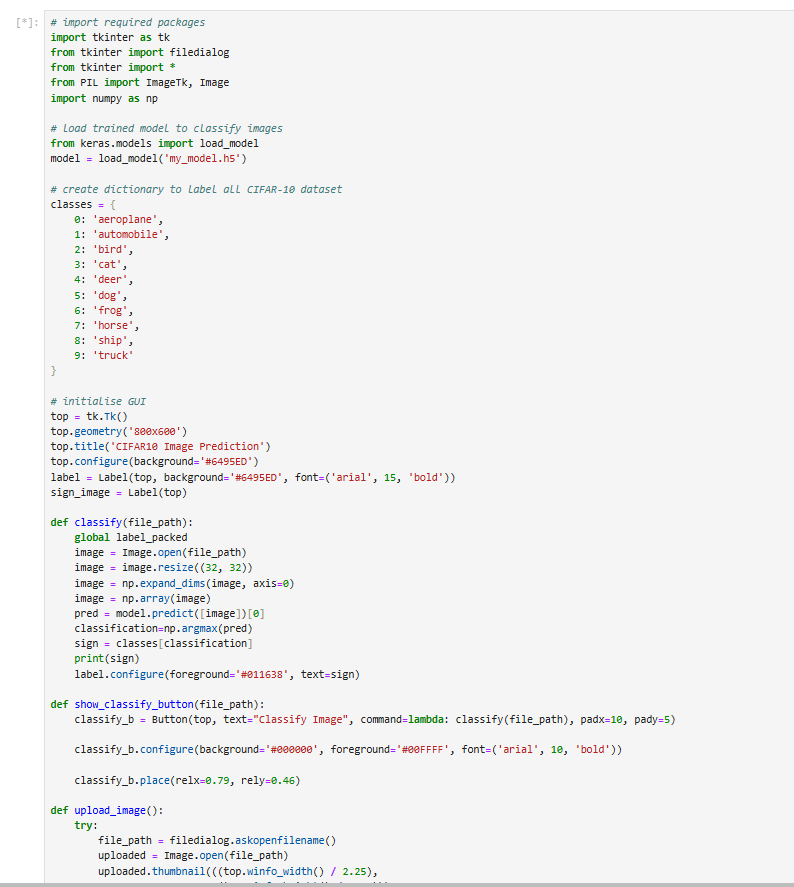 [*]:
# import required packages
import tkinter as tk
from tkinter import filedialog
from tkinter import *
from PIL import ImageTk, Image
import numpy as np

# load trained model to classify images
from keras.models import load_model
model = load_model('my_model.h5')

# create dictionary to label all CIFAR-10 dataset
classes = {
    0: 'aeroplane',
    1: 'automobile',
    2: 'bird',
    3: 'cat',
    4: 'deer',
    5: 'dog',
    6: 'frog',
    7: 'horse',
    8: 'ship',
    9: 'truck'
}

# initialise GUI
top = tk.Tk()
top.geometry('800x600')
top.title('CIFAR10 Image Prediction')
top.configure(background='#6495ED')
label = Label(top, background='#6495ED', font=('arial', 15, 'bold'))
sign_image = Label(top)

def classify(file_path):
    global label_packed
    image = Image.open(file_path)
    image = image.resize((32, 32))
    image = np.expand_dims(image, axis=0)
    image = np.array(image)
    pred = model.predict([image])[0]
    classification=np.argmax(pred)
    sign = classes[classification]
    print(sign)
    label.configure(foreground='#011638', text=sign)

def show_classify_button(file_path):
    classify_b = Button(top, text="Classify Image", command=lambda: classify(file_path), padx=10, pady=5)

    classify_b.configure(background='#000000', foreground='#00FFFF', font=('arial', 10, 'bold'))

    classify_b.place(relx=0.79, rely=0.46)

def upload_image():
    try:
        file_path = filedialog.askopenfilename()
        uploaded = Image.open(file_path)
        uploaded.thumbnail(((top.winfo_width() / 2.25),